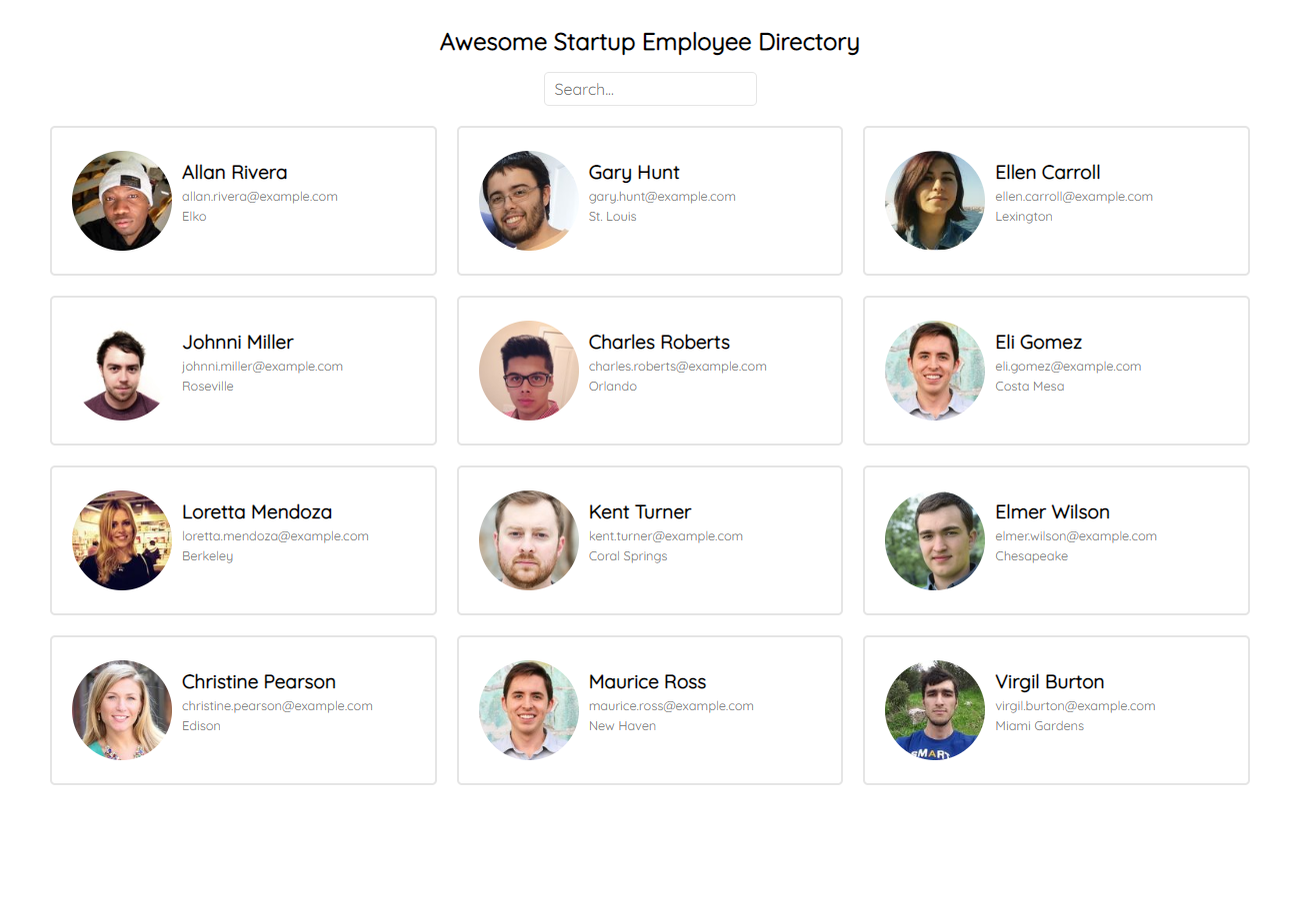 Awesome Startup Employee Directory
Search...
Allan Rivera
allan.rivera@example.com
Elko
Gary Hunt
gary.hunt@example.com
St. Louis
Ellen Carroll
ellen.carroll@example.com
Lexington
Johnni Miller
johnni.miller@example.com
Roseville
Charles Roberts
charles.roberts@example.com
Orlando
Eli Gomez
eli.gomez@example.com
Costa Mesa
Loretta Mendoza
loretta.mendoza@example.com
Berkeley
Kent Turner
kent.turner@example.com
Coral Springs
Elmer Wilson
elmer.wilson@example.com
Chesapeake
Christine Pearson
christine.pearson@example.com
Edison
Maurice Ross
maurice.ross@example.com
New Haven
Virgil Burton
virgil.burton@example.com
Miami Gardens